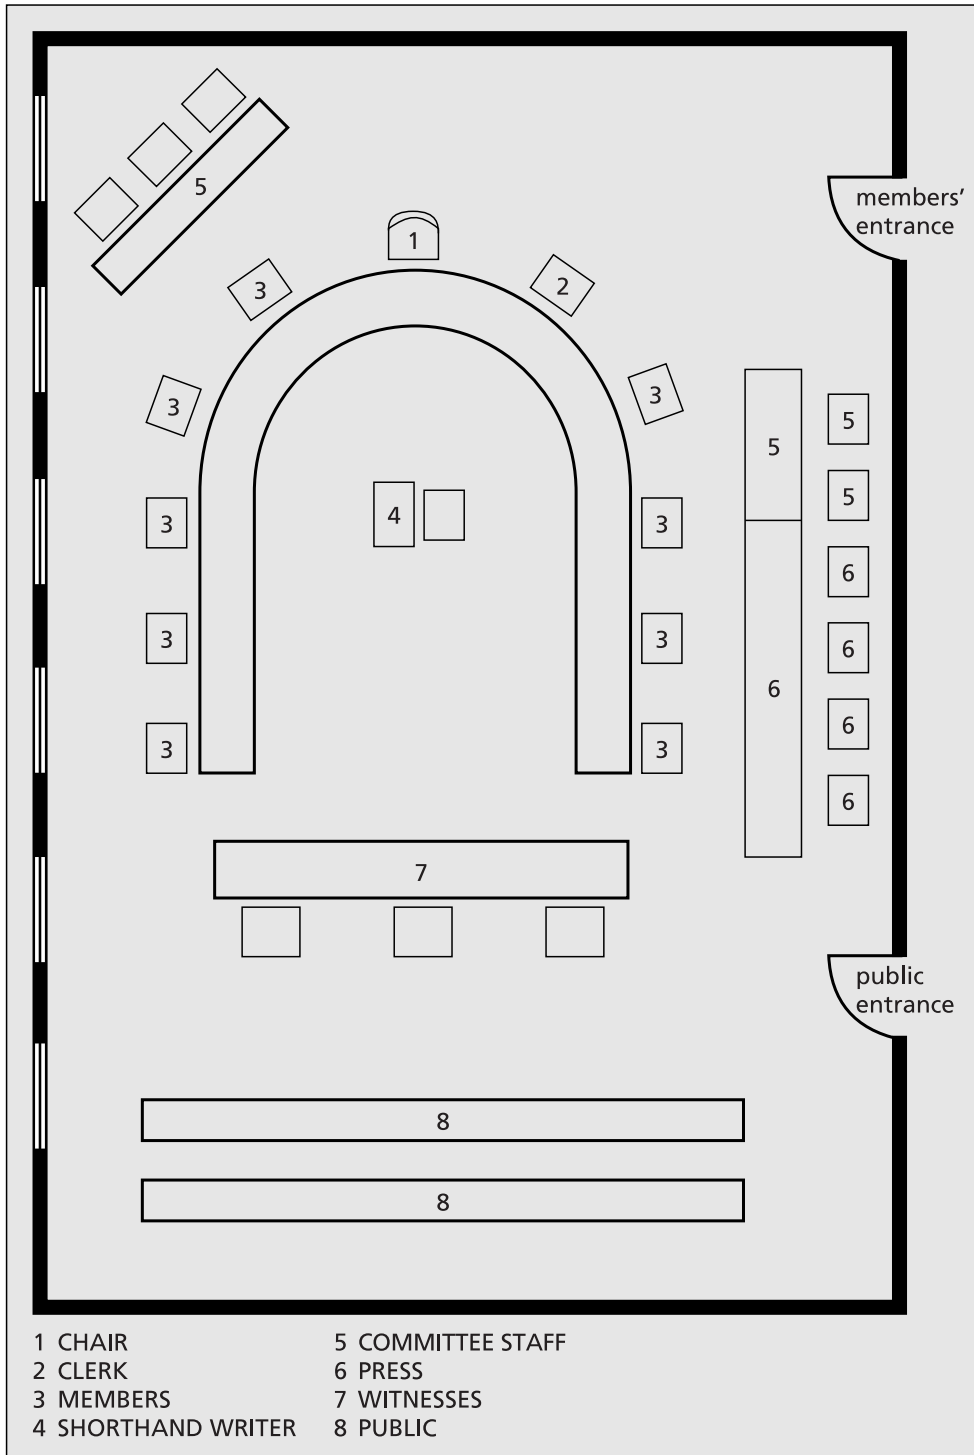 5
members'
entrance
1
3
2
3
3
5
5
4
3
3
5
6
3
3
6
6
3
3
6
6
7
public
entrance
8
8
1 CHAIR
2 CLERK
3 MEMBERS
4 SHORTHAND WRITER
5 COMMITTEE STAFF
6 PRESS
7 WITNESSES
8 PUBLIC